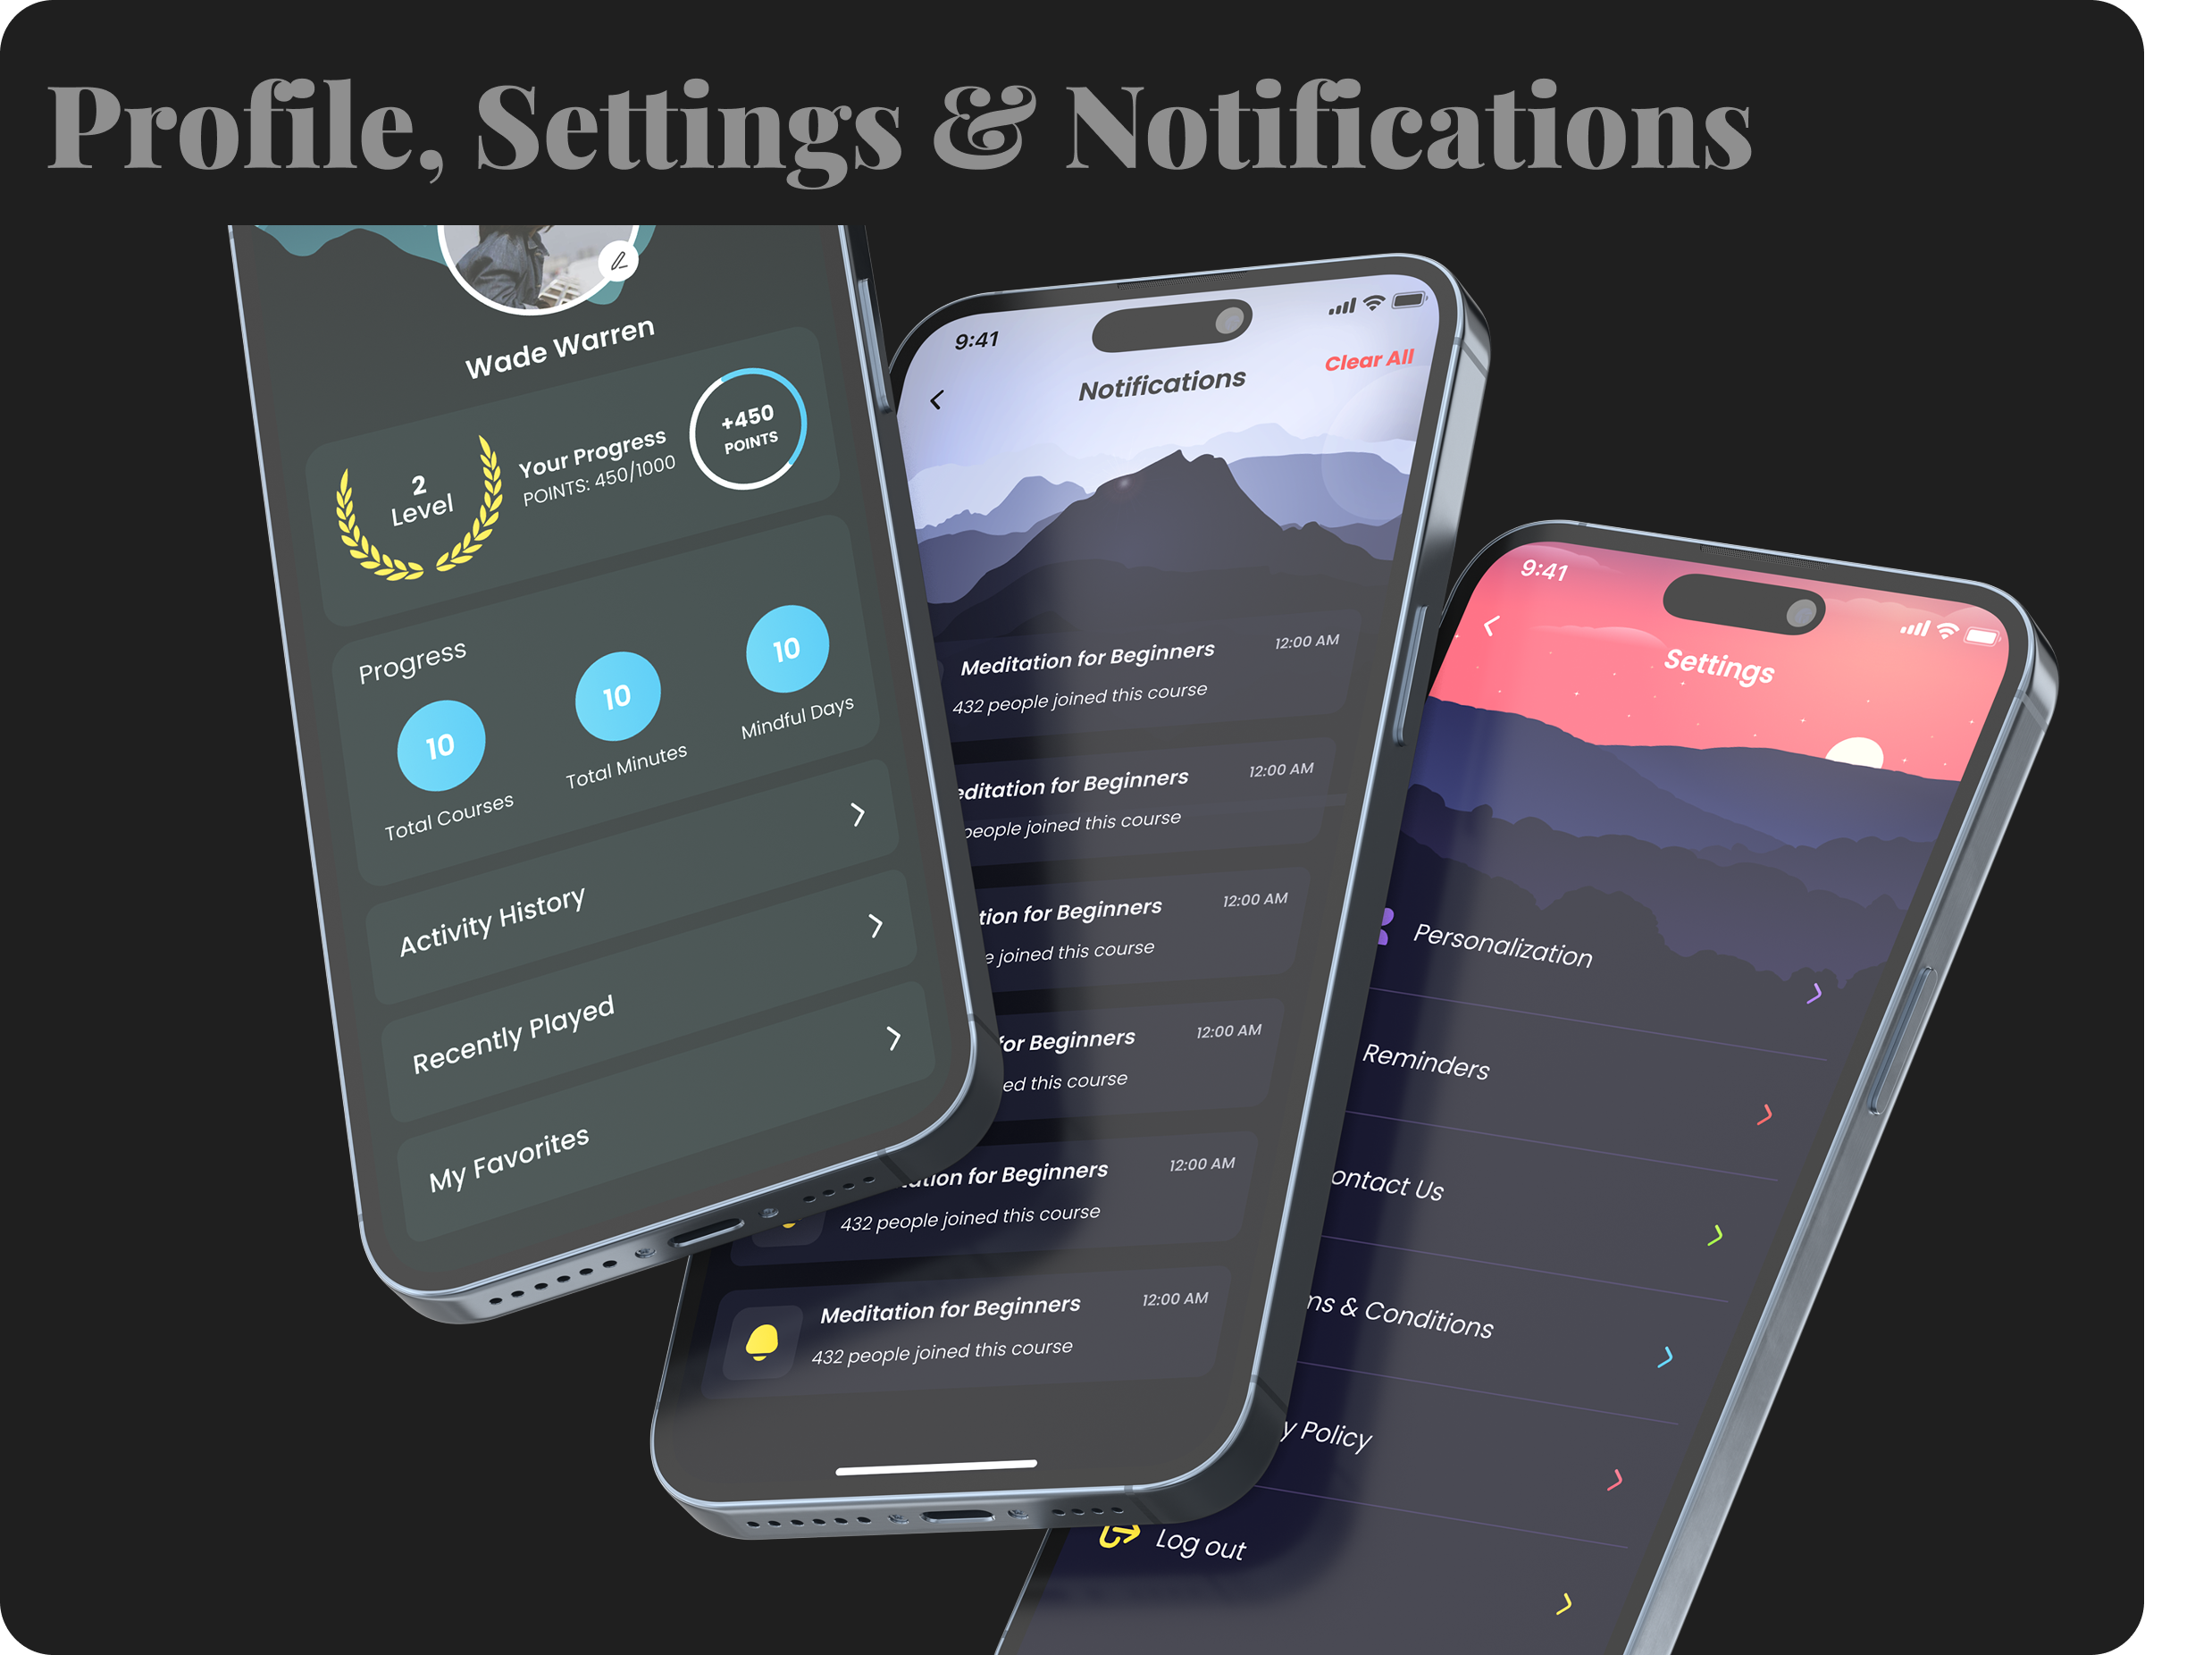 Profile, Settings & Notifications
Wade Warren
2
Level
Your Progress
POINTS: 450/1000
+450
POINTS
Progress
10
Total Courses
10
Total Minutes
10
Mindful Days
Activity History
Recently Played
My Favorites
9:41
Notifications
Clear All
Meditation for Beginners
12:00 AM
432 people joined this course
editation for Beginners
12:00 AM
people joined this course
tion for Beginners
12:00 AM
e joined this course
for Beginners
12:00 AM
ed this course
tation for Beginners
12:00 AM
432 people joined this course
Meditation for Beginners
12:00 AM
432 people joined this course
9:41
Settings
Personalization
Reminders
ontact Us
ms & Conditions
y Policy
Log out